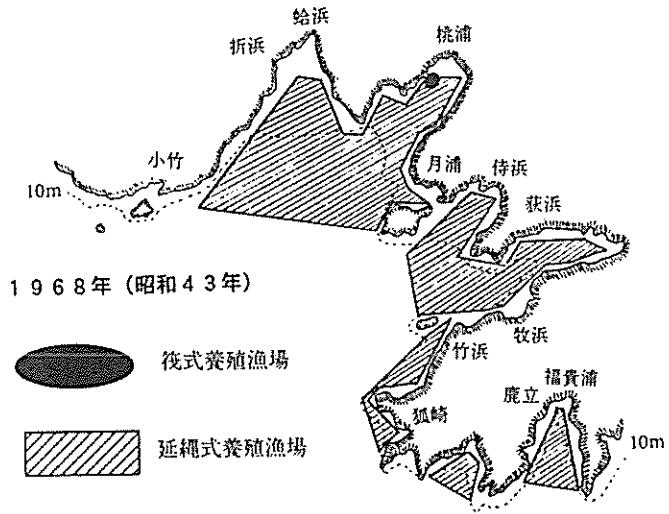 蛤浜
折浜
桃浦
小竹
月浦
侍浜
荻浜
10m
1968年（昭和43年）
筏式養殖漁場
竹浜
牧浜
鹿立
福貴浦
狐崎
延縄式養殖漁場
10m